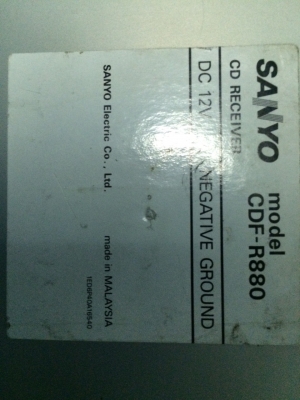 SANYO model CDF-R880
CD RECEIVER
DC 12V NEGATIVE GROUND
SANYO Electric Co., Ltd. made in MALAYSIA